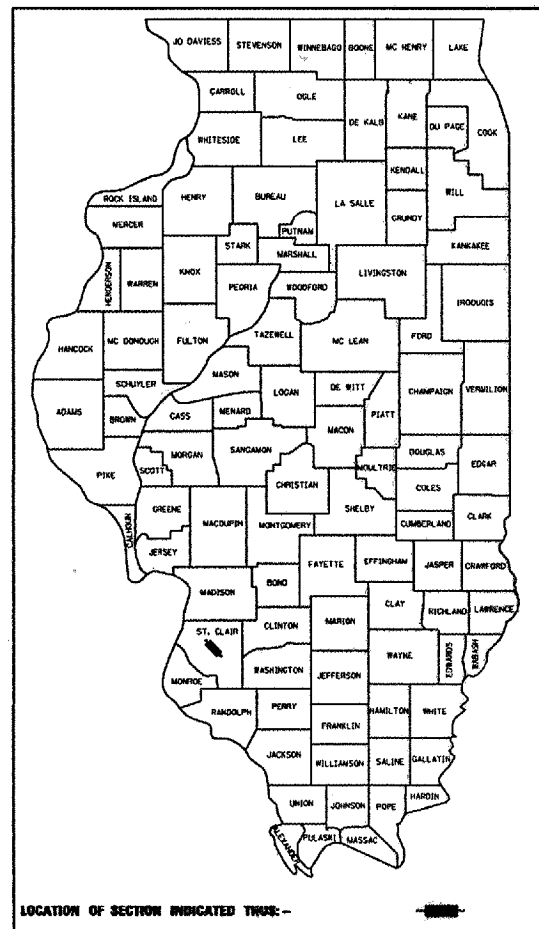 JO DAVIESS
STEVENSON
WINNEBAGO
BOONE
MC HENRY
LAKE
CARROLL
OGLE
DE KALB
KANE
DU PAGE
COOK
WHITESIDE
LEE
KENDALL
WILL
ROCK ISLAND
HENRY
BUREAU
LA SALLE
GRUNDY
MERCER
PUTNAM
STARK
MARSHALL
KANKAKEE
HENDERSON
WARREN
KNOX
PEORIA
WOODFORD
LIVINGSTON
IROQUOIS
HANCOCK
MC DONOUGH
FULTON
TAZEWELL
MC LEAN
FORD
SCHUYLER
MASON
LOGAN
DE WITT
CHAMPAIGN
VERMILION
ADAMS
BROWN
CASS
MENARD
MACON
PIATT
PIKE
SCOTT
MORGAN
SANGAMON
CHRISTIAN
MOULTRIE
DOUGLAS
EDGAR
COLES
CALHOUN
GREENE
MACOUPIN
MONTGOMERY
SHELBY
CUMBERLAND
CLARK
JERSEY
FAYETTE
EFFINGHAM
JASPER
CRAWFORD
MADISON
BOND
CLAY
RICHLAND
LAWRENCE
ST. CLAIR
CLINTON
MARION
WAYNE
EDWARDS
WABASH
MONROE
WASHINGTON
JEFFERSON
RANDOLPH
PERRY
FRANKLIN
HAMILTON
WHITE
JACKSON
WILLIAMSON
SALINE
GALLATIN
UNION
JOHNSON
POPE
HARDIN
ALEXANDER
PULASKI
MASSAC
LOCATION OF SECTION INDICATED THUS: -